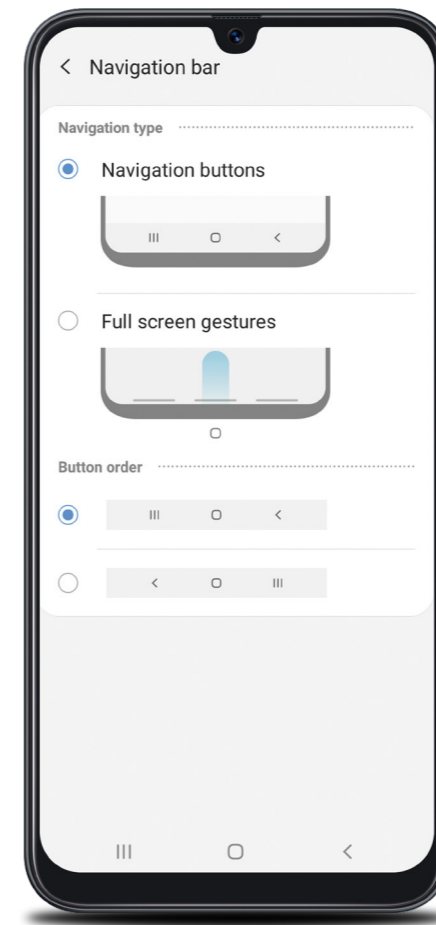 Navigation bar
Navigation type
Navigation buttons
Full screen gestures
Button order